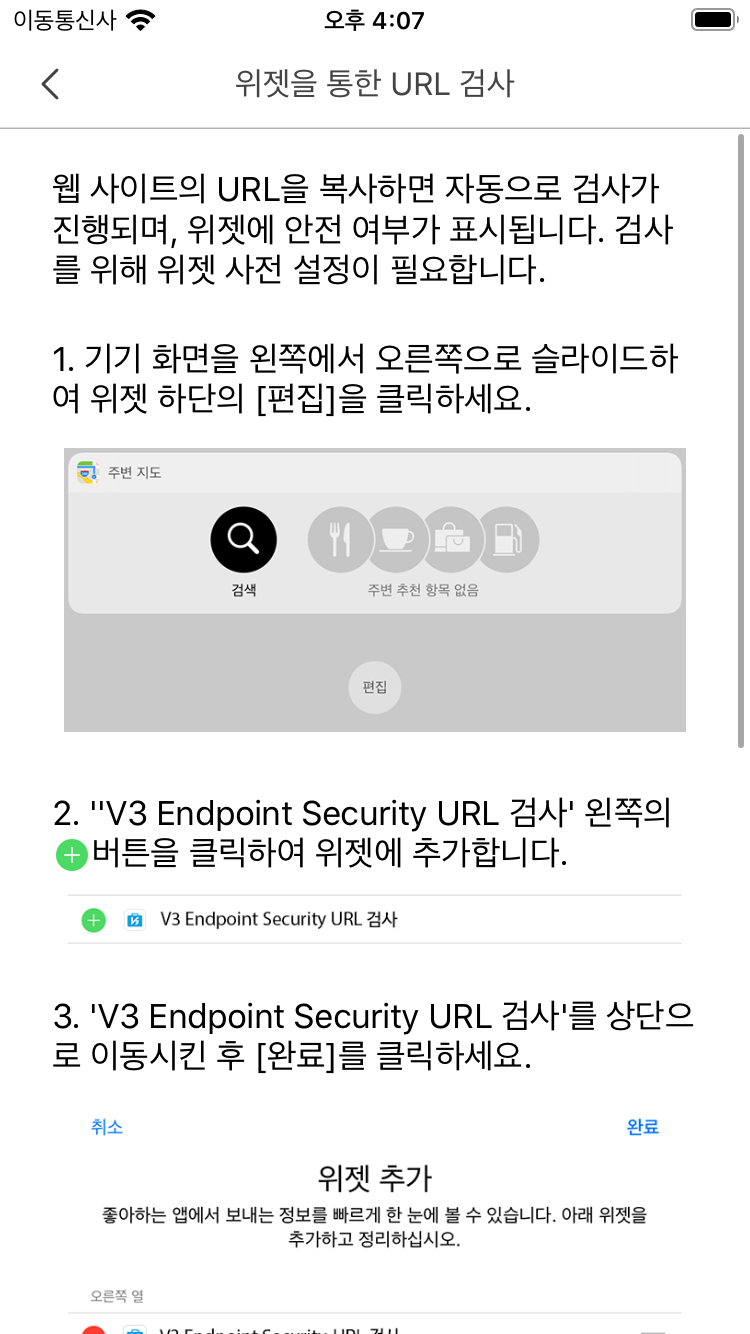 이동통신사 오후 4:07
위젯을 통한 URL 검사
웹 사이트의 URL을 복사하면 자동으로 검사가
진행되며, 위젯에 안전 여부가 표시됩니다. 검사
를 위해 위젯 사전 설정이 필요합니다.
1. 기기 화면을 왼쪽에서 오른쪽으로 슬라이드하
여 위젯 하단의 [편집]을 클릭하세요.
주변 지도
검색 주변 추천 항목 없음
편집
2. ''V3 Endpoint Security URL 검사' 왼쪽의
버튼을 클릭하여 위젯에 추가합니다.
V3 Endpoint Security URL 검사
3. 'V3 Endpoint Security URL 검사'를 상단으
로 이동시킨 후 [완료]를 클릭하세요.
취소 완료
위젯 추가
좋아하는 앱에서 보내는 정보를 빠르게 한 눈에 볼 수 있습니다. 아래 위젯을
추가하고 정리하십시오.
오른쪽 열
V3 Endpoint Security URL 검사